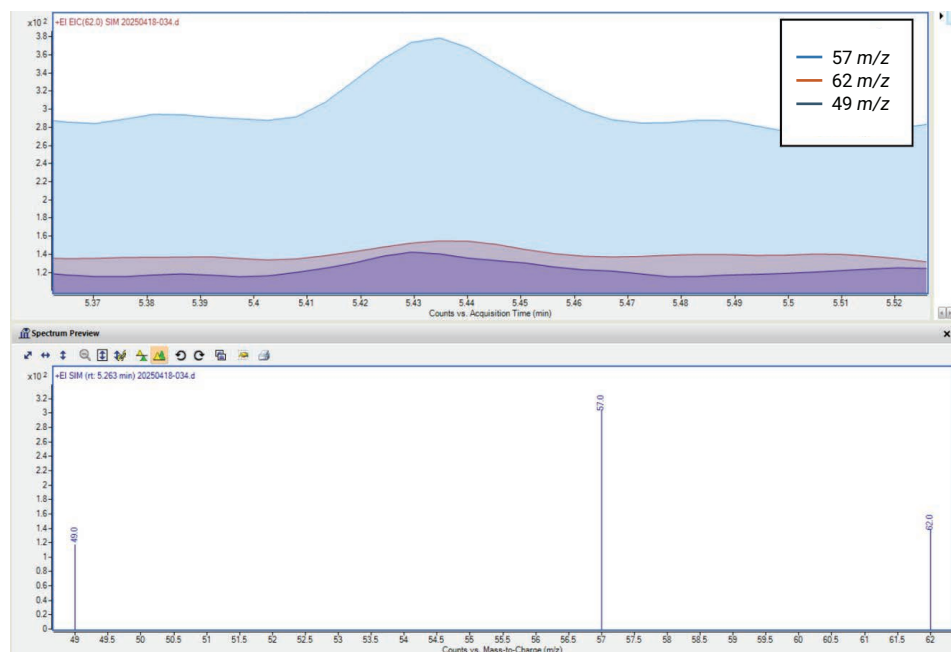 x10 2
+EI EIC(62.0) SIM 20250418-034.d
3.8
3.6
3.4
3.2
3
2.8
2.6
2.4
2.2
2
1.8
1.6
1.4
1.2
57 m/z
62 m/z
49 m/z
5.37 5.38 5.39 5.4 5.41 5.42 5.43 5.44 5.45 5.46 5.47 5.48 5.49 5.5 5.51 5.52
Counts vs. Acquisition Time (min)
Spectrum Preview
x10 2
+EI SIM (rt: 5.263 min) 20250418-034.d
3.2
3
2.8
2.6
2.4
2.2
2
1.8
1.6
1.4
1.2
1
0.8
0.6
0.4
0.2
0
49.0
57.0
62.0
49 49.5 50 50.5 51 51.5 52 52.5 53 53.5 54 54.5 55 55.5 56 56.5 57 57.5 58 58.5 59 59.5 60 60.5 61 61.5 62
Counts vs. Mass-to-Charge (m/z)